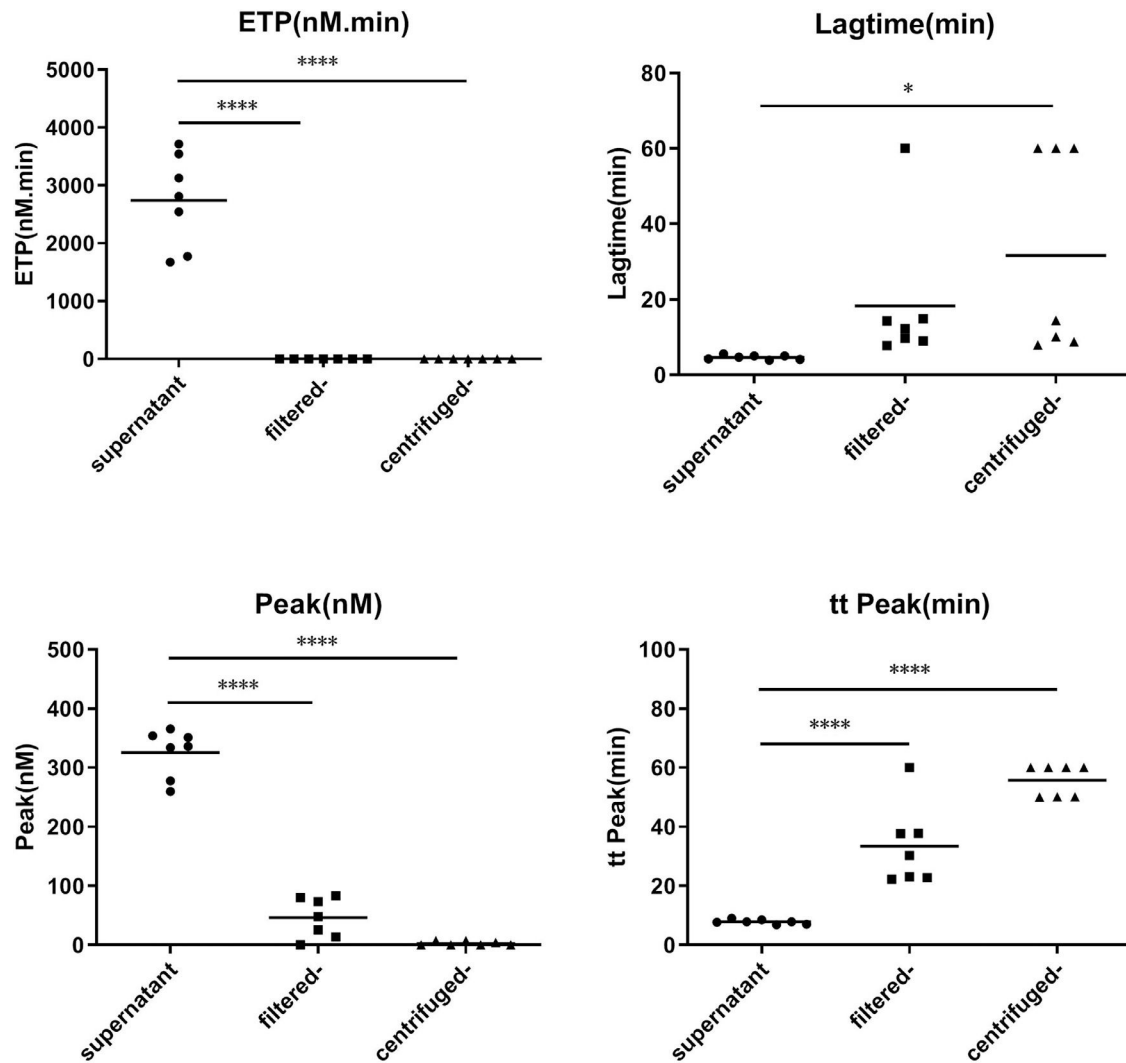 ETP(nM.min)
5000
4000
3000
2000
1000
0
ETP(nM.min)
****
****
supernatant
filtered-
centrifuged-
Lagtime(min)
80
60
40
20
0
Lagtime(min)
*
supernatant
filtered-
centrifuged-
Peak(nM)
500
400
300
200
100
0
Peak(nM)
****
****
supernatant
filtered-
centrifuged-
tt Peak(min)
100
80
60
40
20
0
tt Peak(min)
****
****
supernatant
filtered-
centrifuged-